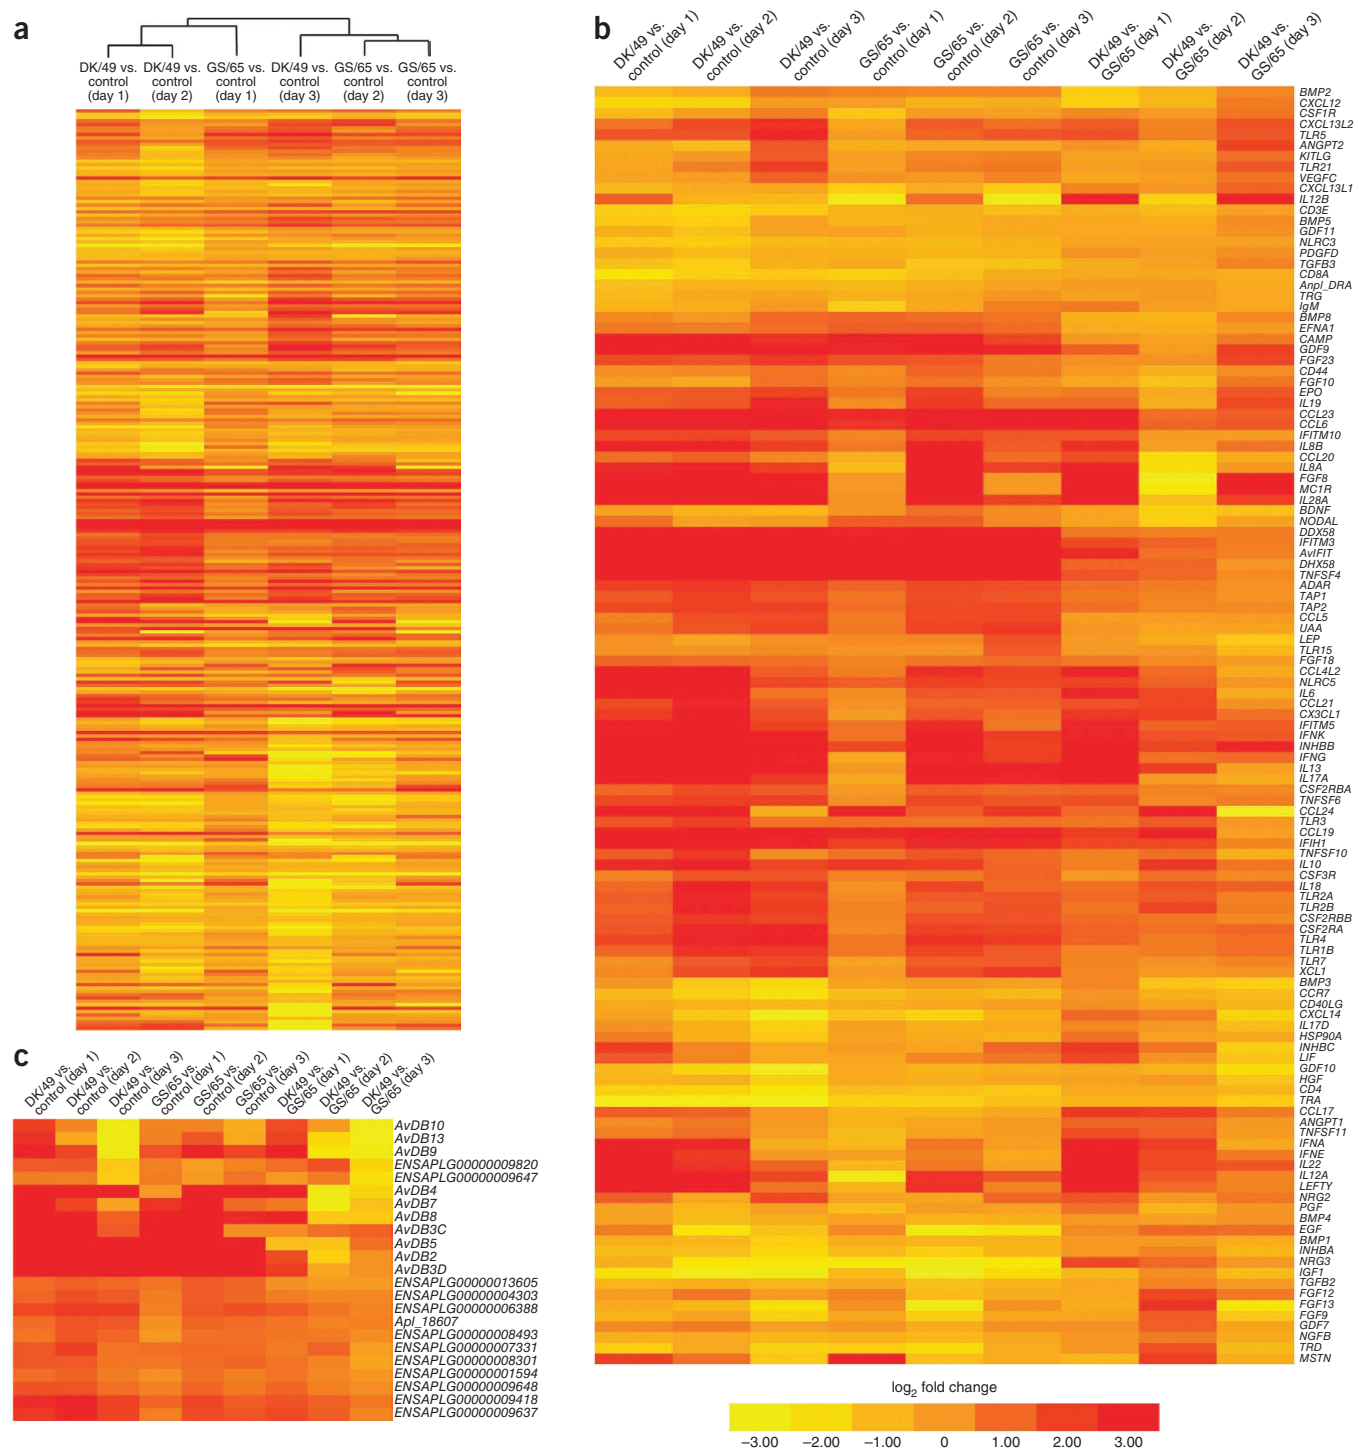 a
DK/49 vs.
control
(day 1)
DK/49 vs.
control
(day 2)
GS/65 vs.
control
(day 1)
DK/49 vs.
control
(day 3)
GS/65 vs.
control
(day 2)
GS/65 vs.
control
(day 3)
b
DK/49 vs.
control (day 1)
DK/49 vs.
control (day 2)
DK/49 vs.
control (day 3)
GS/65 vs.
control (day 1)
GS/65 vs.
control (day 2)
GS/65 vs.
control (day 3)
DK/49 vs.
GS/65 (day 1)
DK/49 vs.
GS/65 (day 2)
DK/49 vs.
GS/65 (day 3)
BMP2
CXCL12
CSF1R
CXCL13L2
TLR5
ANGPT2
KITLG
TLR21
VEGFC
CXCL13L1
IL12B
CD3E
BMP5
GDF11
NLRC3
PDGFD
TGFB3
CD8A
Anpl_DRA
TRG
IgM
BMP8
EFNA1
CAMP
GDF9
FGF23
CD44
FGF10
EPO
IL19
CCL23
CCL6
IFITM10
IL8B
CCL20
IL8A
FGF8
MC1R
IL28A
BDNF
NODAL
DDX58
IFITM3
AvIFIT
DHX58
TNFSF4
ADAR
TAP1
TAP2
CCL5
UAA
LEP
TLR15
FGF18
CCL4L2
NLRC5
IL6
CCL21
CX3CL1
IFITM5
IFNK
INHBB
IFNG
IL13
IL17A
CSF2RBA
TNFSF6
CCL24
TLR3
CCL19
IFIH1
TNFSF10
IL10
CSF3R
IL18
TLR2A
TLR2B
CSF2RBB
CSF2RA
TLR4
TLR1B
TLR7
XCL1
BMP3
CCR7
CD40LG
CXCL14
IL17D
HSP90A
INHBC
LIF
GDF10
HGF
CD4
TRA
CCL17
ANGPT1
TNFSF11
IFNA
IFNE
IL22
IL12A
LEFTY
NRG2
PGF
BMP4
EGF
BMP1
INHBA
NRG3
IGF1
TGFB2
FGF12
FGF13
FGF9
GDF7
NGFB
TRD
MSTN
c
DK/49 vs.
control (day 1)
DK/49 vs.
control (day 2)
DK/49 vs.
control (day 3)
GS/65 vs.
control (day 1)
GS/65 vs.
control (day 2)
GS/65 vs.
control (day 3)
DK/49 vs.
GS/65 (day 1)
DK/49 vs.
GS/65 (day 2)
DK/49 vs.
GS/65 (day 3)
AvDB10
AvDB13
AvDB9
ENSAPLG00000009820
ENSAPLG00000009647
AvDB4
AvDB7
AvDB8
AvDB3C
AvDB5
AvDB2
AvDB3D
ENSAPLG00000013605
ENSAPLG00000004303
ENSAPLG00000006388
Apl_18607
ENSAPLG00000008493
ENSAPLG00000007331
ENSAPLG00000008301
ENSAPLG00000001594
ENSAPLG00000009648
ENSAPLG00000009418
ENSAPLG00000009637
log2 fold change
–3.00 –2.00 –1.00 0 1.00 2.00 3.00